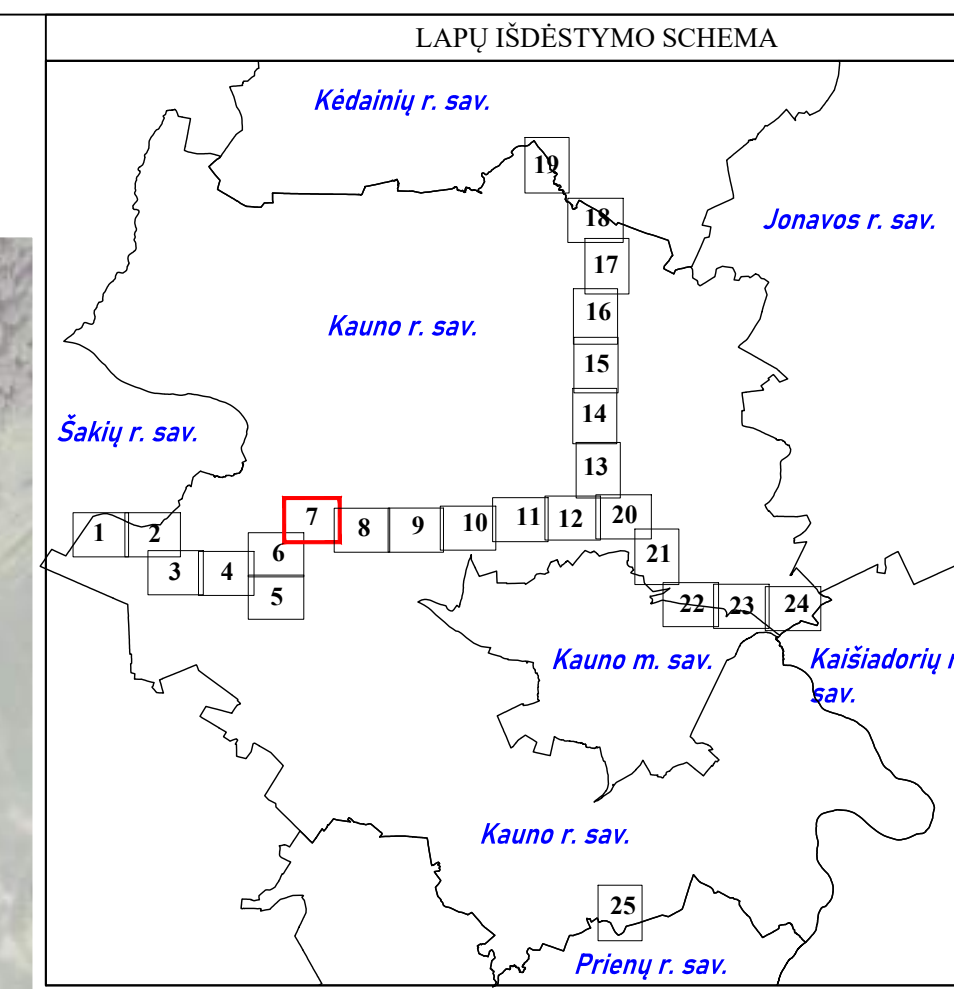 LAPŲ IŠDĖSTYMO SCHEMA
Kėdainių r. sav.
19
18
Jonavos r. sav.
17
16
Kauno r. sav.
15
14
Šakių r. sav.
13
7
8
9
10
11
12
20
1
2
6
21
3
4
5
22
23
24
Kauno m. sav.
Kaišiadorių
sav.
Kauno r. sav.
25
Prienų r. sav.